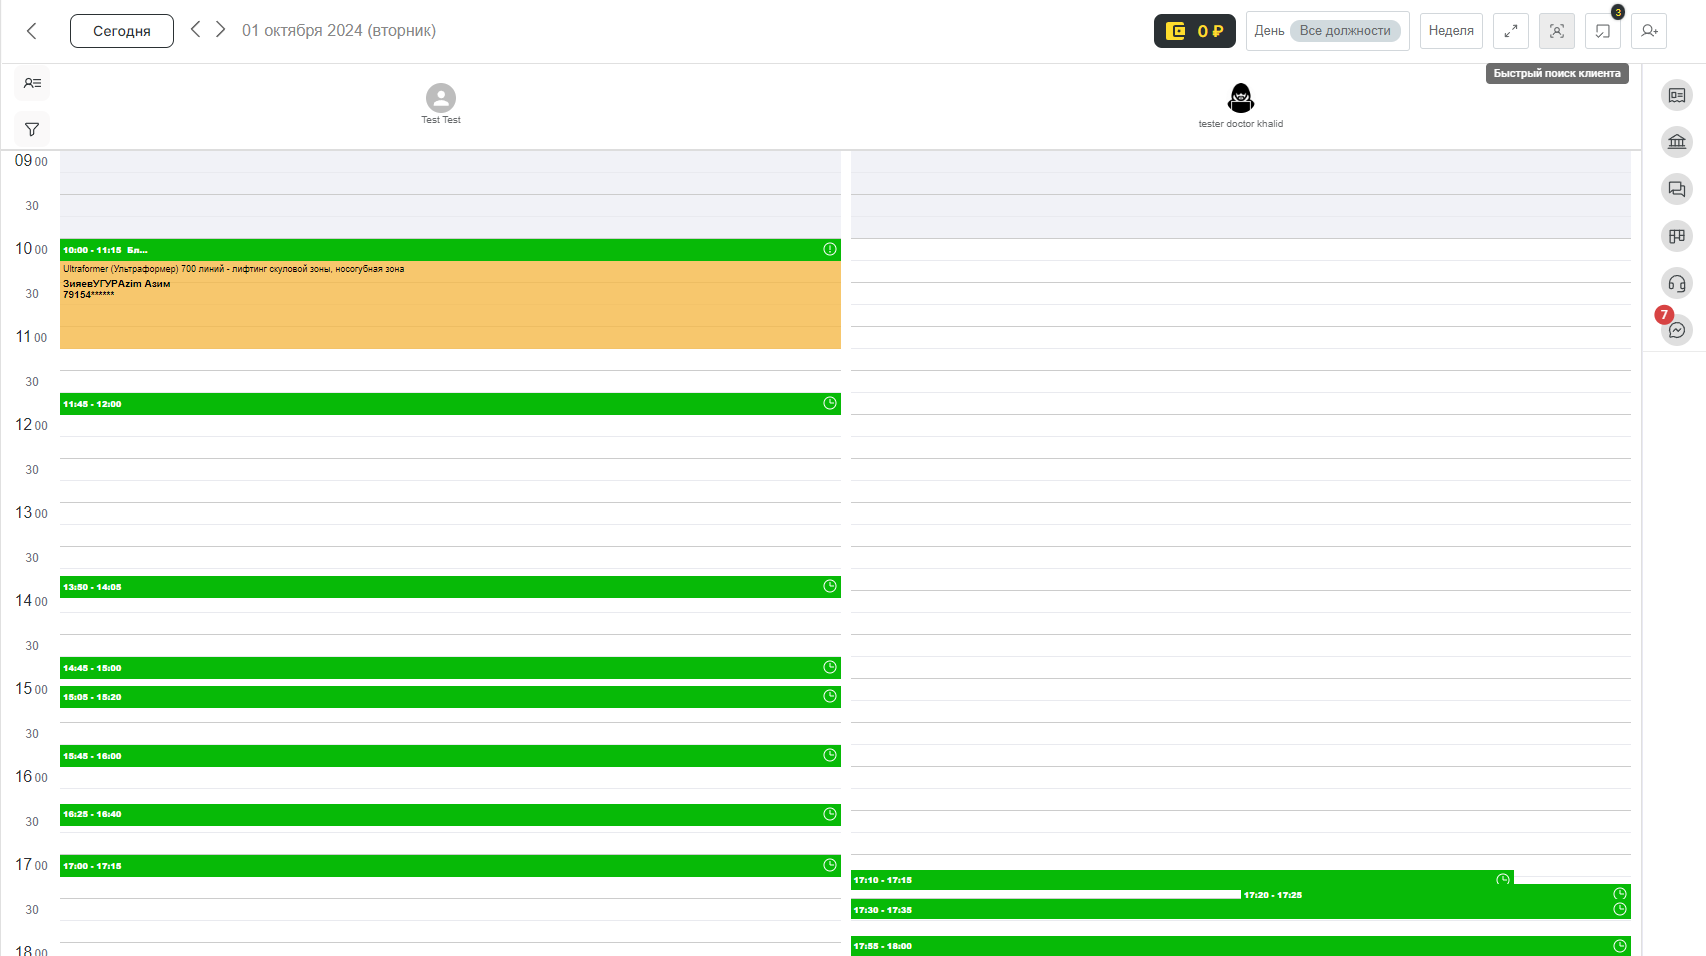 Сегодня
01 октября 2024 (вторник)
0 ₽
День Все должности
Неделя
3
Быстрый поиск клиента
Test Test
tester doctor khalid
7
09 00
30
10 00
30
11 00
30
12 00
30
13 00
30
14 00
30
15 00
30
16 00
30
17 00
30
18 00
10:00 - 11:15 Бл...
Ultraformer (Ультраформер) 700 линий - лифтинг скуловой зоны, носогубная зона
ЗияевУГУРAzim Азим
79154******
11:45 - 12:00
13:50 - 14:05
14:45 - 15:00
15:05 - 15:20
15:45 - 16:00
16:25 - 16:40
17:00 - 17:15
17:10 - 17:15
17:20 - 17:25
17:30 - 17:35
17:55 - 18:00